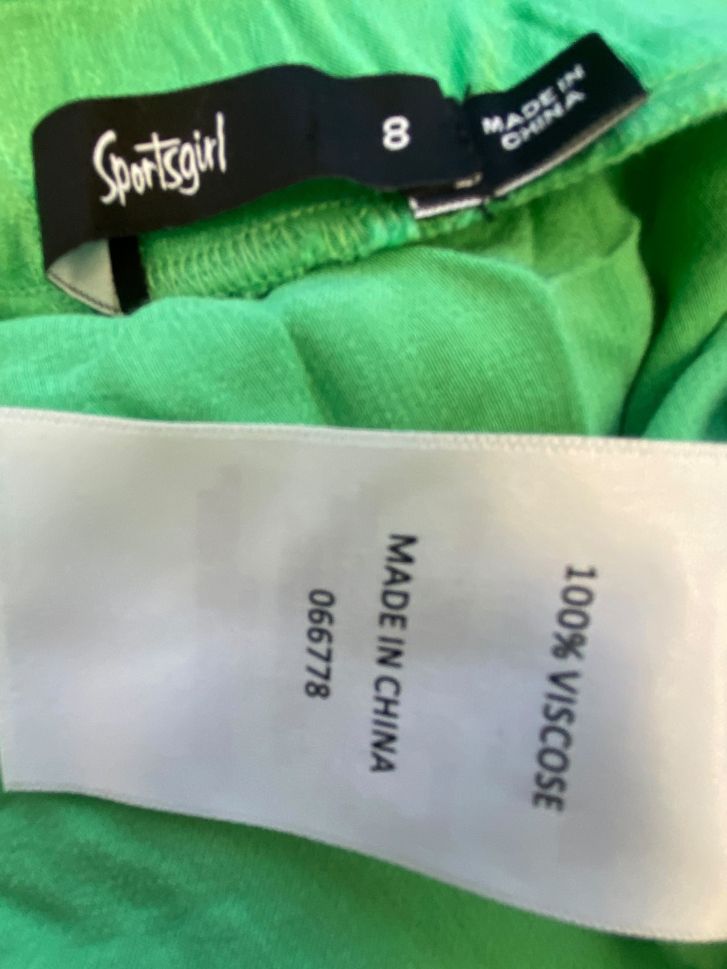 Sportsgirl
8
MADE IN
CHINA
100% VISCOSE
MADE IN CHINA
066778